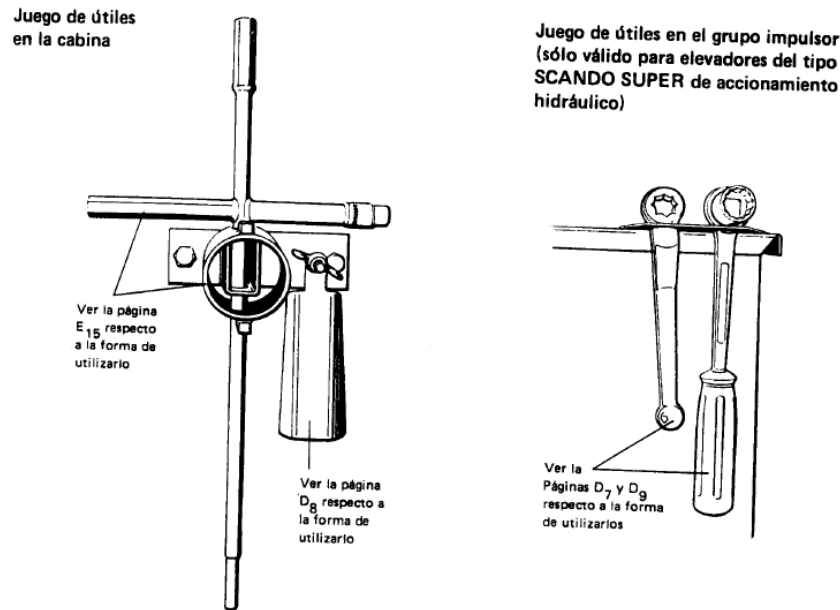 Juego de útiles
en la cabina
Juego de útiles en el grupo impulsor
(sólo válido para elevadores del tipo
SCANDO SUPER de accionamiento
hidráulico)
Ver la página
E15 respecto
a la forma de
utilizarlo
Ver la página
D8 respecto a
la forma de
utilizarlo
Ver la
Páginas D7 y D9
respecto a la forma
de utilizarlos